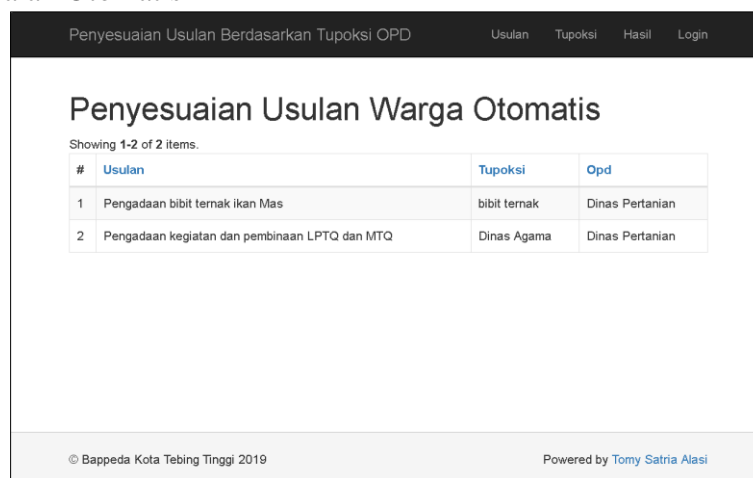 Penyesuaian Usulan Berdasarkan Tupoksi OPD Usulan Tupoksi Hasil Login
Penyesuaian Usulan Warga Otomatis
Showing 1-2 of 2 items.
# Usulan Tupoksi Opd
1 Pengadaan bibit ternak ikan Mas bibit ternak Dinas Pertanian
2 Pengadaan kegiatan dan pembinaan LPTQ dan MTQ Dinas Agama Dinas Pertanian
© Bappeda Kota Tebing Tinggi 2019 Powered by Tomy Satria Alasi